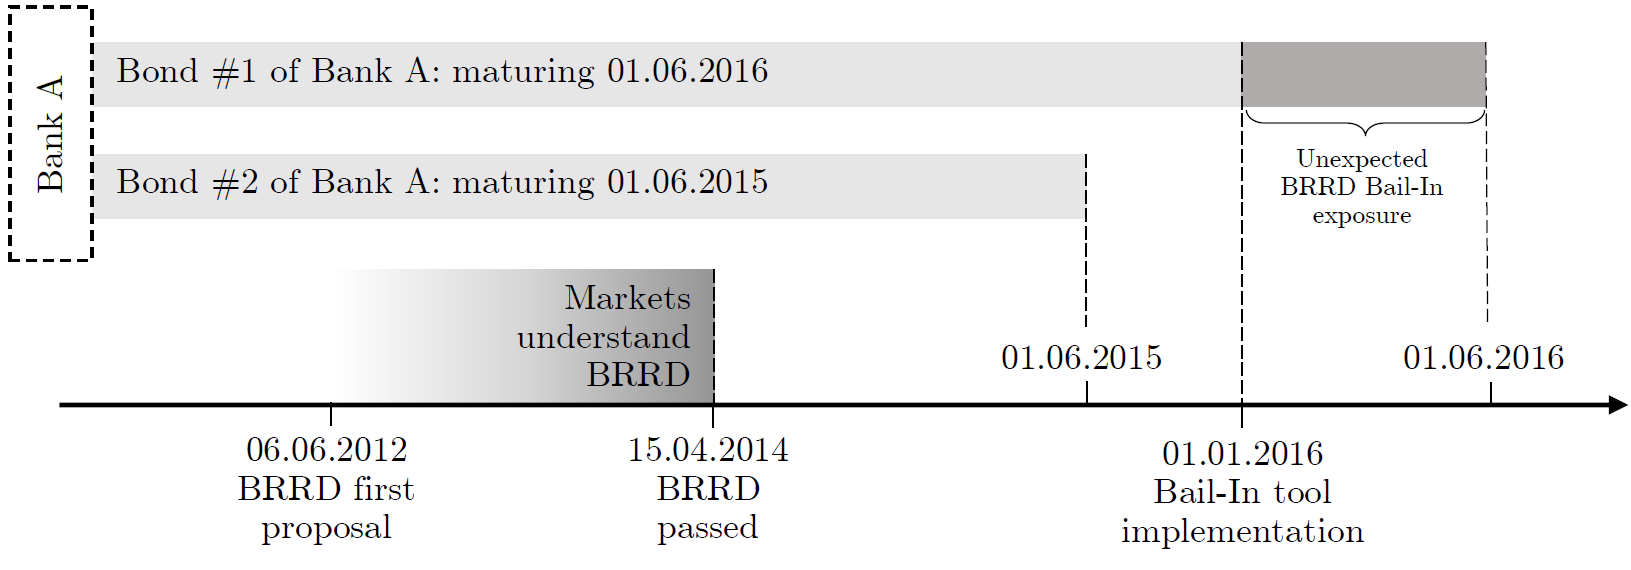 Bank A
Bond #1 of Bank A: maturing 01.06.2016
Unexpected
BRRD Bail-In
exposure
Bond #2 of Bank A: maturing 01.06.2015
Markets
understand
BRRD
01.06.2015
01.06.2016
06.06.2012
BRRD first
proposal
15.04.2014
BRRD
passed
01.01.2016
Bail-In tool
implementation